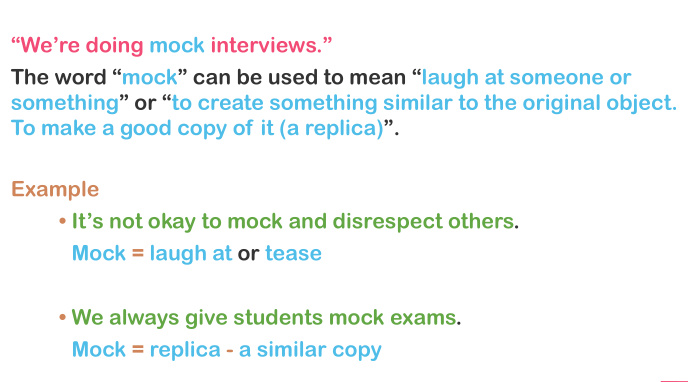 “We’re doing mock interviews.”
The word “mock” can be used to mean “laugh at someone or
something” or “to create something similar to the original object.
To make a good copy of it (a replica)”.
Example
• It’s not okay to mock and disrespect others.
Mock = laugh at or tease
• We always give students mock exams.
Mock = replica - a similar copy